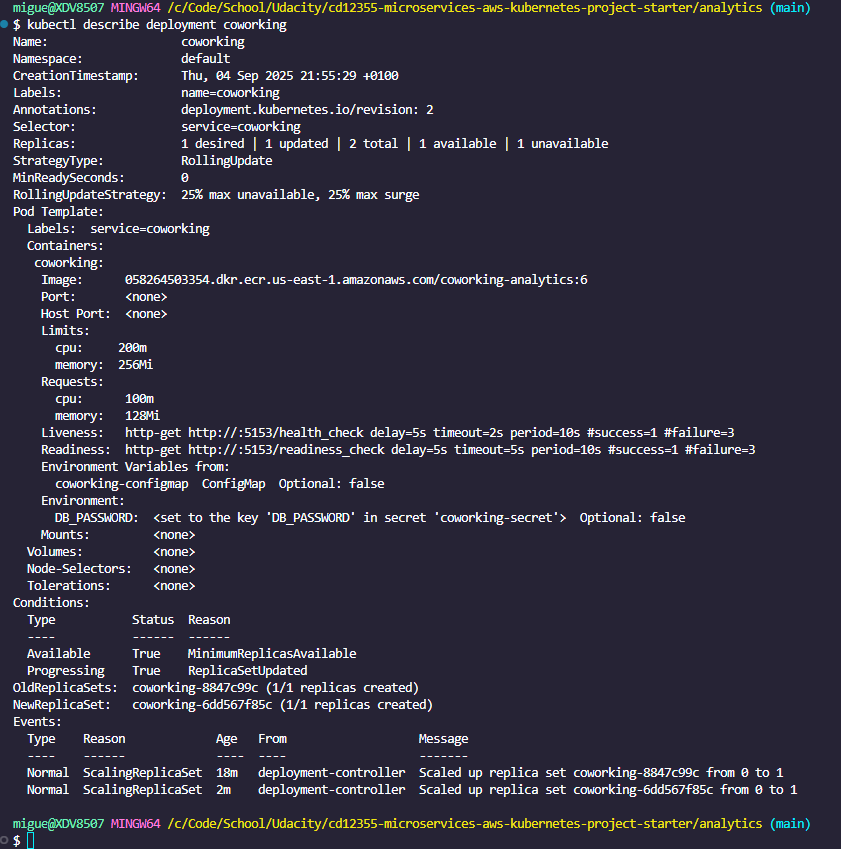 migue@XDV8507 MINGW64 /c/Code/School/Udacity/cd12355-microservices-aws-kubernetes-project-starter/analytics (main)
$ kubectl describe deployment coworking
Name:                   coworking
Namespace:              default
CreationTimestamp:      Thu, 04 Sep 2025 21:55:29 +0100
Labels:                 name=coworking
Annotations:            deployment.kubernetes.io/revision: 2
Selector:               service=coworking
Replicas:               1 desired | 1 updated | 2 total | 1 available | 1 unavailable
StrategyType:           RollingUpdate
MinReadySeconds:        0
RollingUpdateStrategy:  25% max unavailable, 25% max surge
Pod Template:
  Labels:  service=coworking
  Containers:
   coworking:
    Image:      058264503354.dkr.ecr.us-east-1.amazonaws.com/coworking-analytics:6
    Port:       <none>
    Host Port:  <none>
    Limits:
      cpu:     200m
      memory:  256Mi
    Requests:
      cpu:      100m
      memory:   128Mi
    Liveness:   http-get http://:5153/health_check delay=5s timeout=2s period=10s #success=1 #failure=3
    Readiness:  http-get http://:5153/readiness_check delay=5s timeout=5s period=10s #success=1 #failure=3
    Environment Variables from:
      coworking-configmap  ConfigMap  Optional: false
    Environment:
      DB_PASSWORD:  <set to the key 'DB_PASSWORD' in secret 'coworking-secret'>  Optional: false
    Mounts:         <none>
  Volumes:          <none>
  Node-Selectors:   <none>
  Tolerations:      <none>
Conditions:
  Type           Status  Reason
  ----           ------  ------
  Available      True    MinimumReplicasAvailable
  Progressing    True    ReplicaSetUpdated
OldReplicaSets:  coworking-8847c99c (1/1 replicas created)
NewReplicaSet:   coworking-6dd567f85c (1/1 replicas created)
Events:
  Type    Reason             Age   From                   Message
  ----    ------             ----  ----                   -------
  Normal  ScalingReplicaSet  18m   deployment-controller  Scaled up replica set coworking-8847c99c from 0 to 1
  Normal  ScalingReplicaSet  2m    deployment-controller  Scaled up replica set coworking-6dd567f85c from 0 to 1
migue@XDV8507 MINGW64 /c/Code/School/Udacity/cd12355-microservices-aws-kubernetes-project-starter/analytics (main)
$